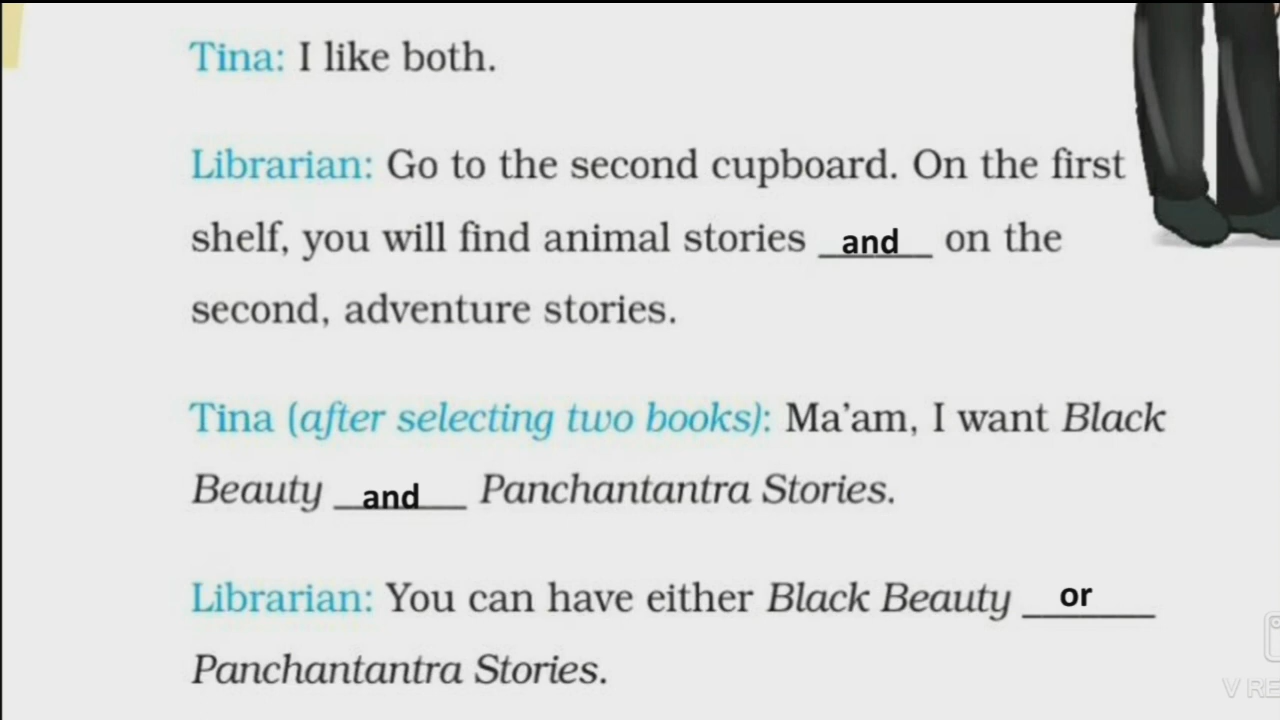 Tina: I like both.
Librarian: Go to the second cupboard. On the first
shelf, you will find animal stories and on the
second, adventure stories.
Tina (after selecting two books): Ma'am, I want Black
Beauty and Panchantantra Stories.
Librarian: You can have either Black Beauty or
Panchantantra Stories.